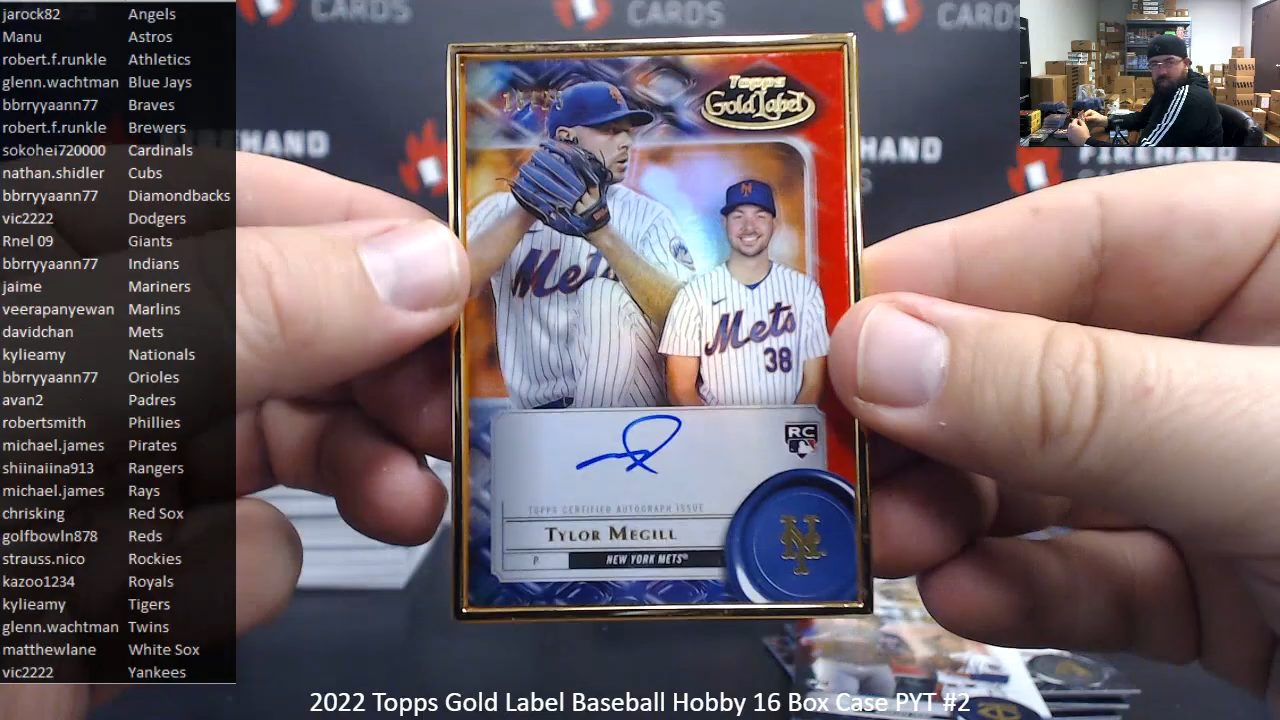 jarock82 Angels
Manu Astros
robert.f.runkle Athletics
glenn.wachtman Blue Jays
bbrryyaann77 Braves
robert.f.runkle Brewers
sokohei720000 Cardinals
nathan.shidler Cubs
bbrryyaann77 Diamondbacks
vic2222 Dodgers
Rnel 09 Giants
bbrryyaann77 Indians
jaime Mariners
veerapanyewan Marlins
davidchan Mets
kylieamy Nationals
bbrryyaann77 Orioles
avan2 Padres
robertsmith Phillies
michael.james Pirates
shiinaiina913 Rangers
michael.james Rays
chrisking Red Sox
golfbowln878 Reds
strauss.nico Rockies
kazoo1234 Royals
kylieamy Tigers
glenn.wachtman Twins
matthewlane White Sox
vic2222 Yankees
CARDS
CARDS
CARDS
FIREHAND
HAND
FIREHAND
Topps
Gold Label
Mets
Mets
38
RC
TOPPS CERTIFIED AUTOGRAPH ISSUE
TYLOR MEGILL
P NEW YORK METS®
NY
2022 Topps Gold Label Baseball Hobby 16 Box Case PYT #2